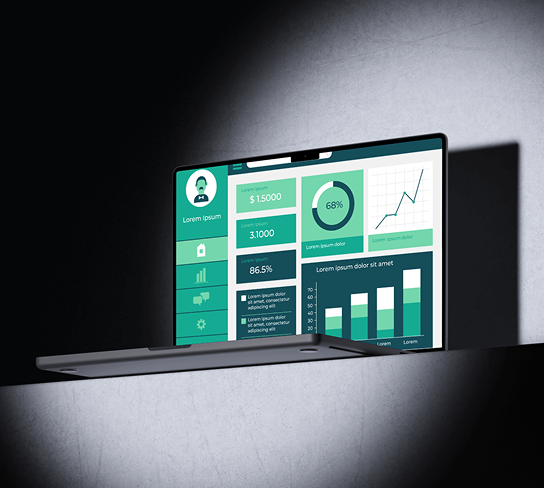 Lorem Ipsum
Lorem ipsum
$ 1.5000
Lorem ipsum
3.1000
Lorem ipsum
86.5%
Lorem ipsum dolor
sit amet, consectetur
adipiscing elit
Lorem ipsum dolor
sit amet, consectetur
adipiscing elit
68%
Lorem ipsum dolor
Lorem ipsum dolor
Lorem ipsum dolor sit amet
70
60
50
40
30
20
Lorem
Lorem